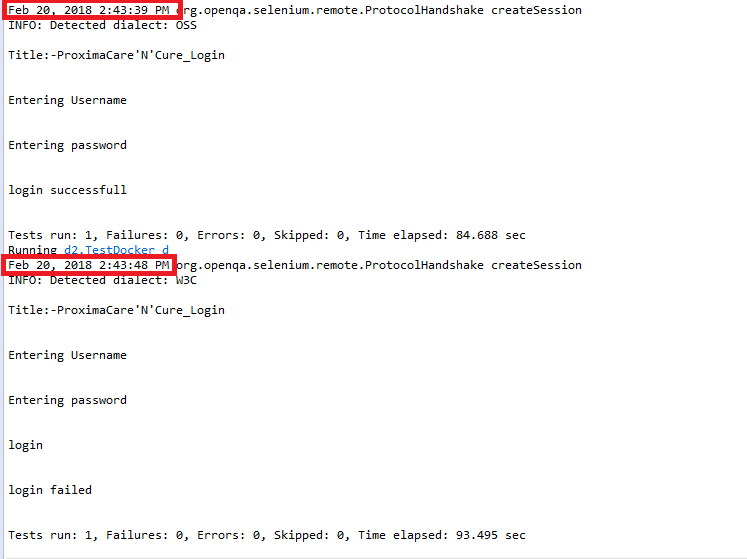 Feb 20, 2018 2:43:39 PM org.openqa.selenium.remote.ProtocolHandshake createSession
INFO: Detected dialect: OSS
Title:-ProximaCare'N'Cure_Login
Entering Username
Entering password
login successfull
Tests run: 1, Failures: 0, Errors: 0, Skipped: 0, Time elapsed: 84.688 sec
Running d2.TestDocker_d
Feb 20, 2018 2:43:48 PM org.openqa.selenium.remote.ProtocolHandshake createSession
INFO: Detected dialect: W3C
Title:-ProximaCare'N'Cure_Login
Entering Username
Entering password
login
login failed
Tests run: 1, Failures: 0, Errors: 0, Skipped: 0, Time elapsed: 93.495 sec